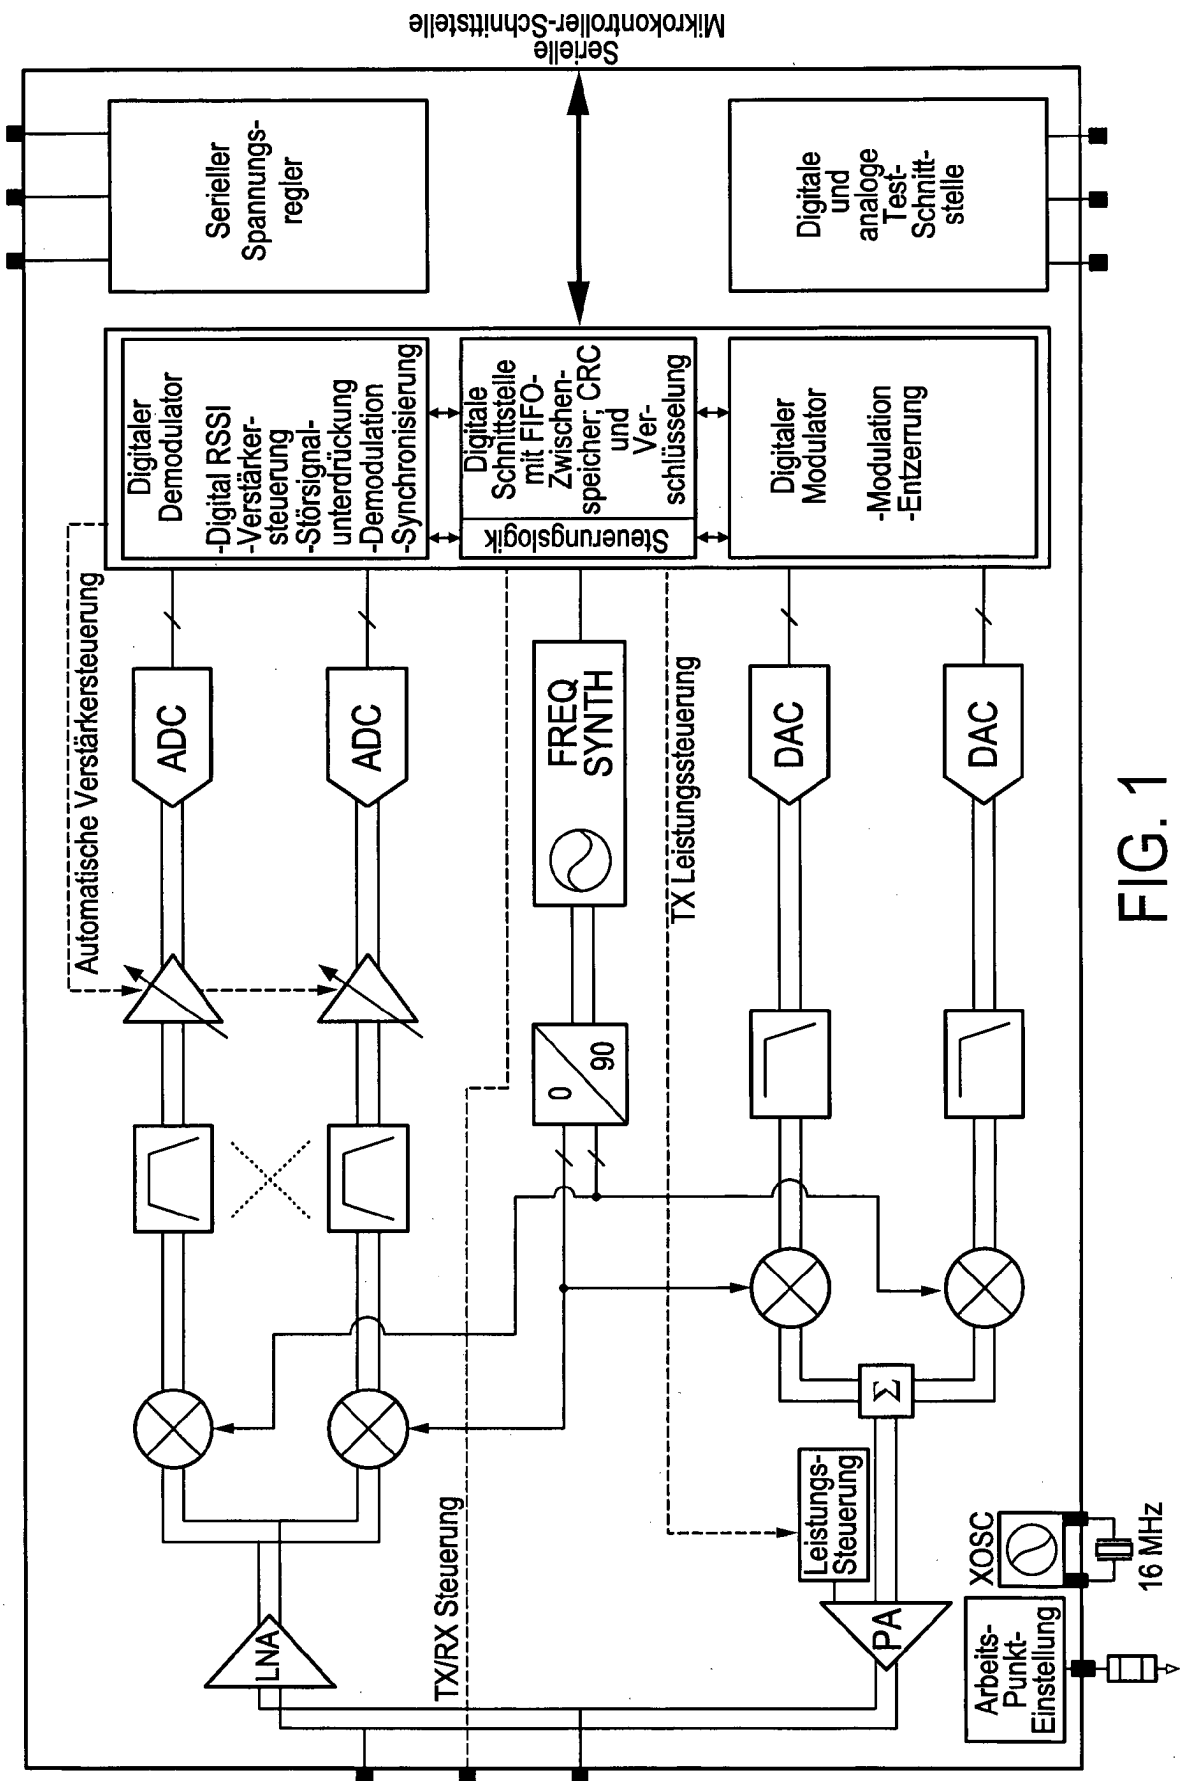 Serielle
Mikrokontroller-Schnittstelle
Serieller
Spannungs-
regler
Digitale
und
analoge
Test-
Schnitt-
stelle
Digitaler
Demodulator
-Digital RSSI
-Verstärker-
steuerung
-Störsignal-
unterdrückung
-Demodulation
-Synchronisierung
Digitale
Schnittstelle
mit FIFO-
Zwischen-
speicher; CRC
und
Ver-
schlüsselung
Steuerungslogik
Digitaler
Modulator
-Modulation
-Entzerrung
Automatische Verstärkersteuerung
ADC
ADC
FREQ
SYNTH
TX Leistungssteuerung
DAC
DAC
0
90
Σ
LNA
TX/RX Steuerung
Leistungs-
Steuerung
PA
XOSC
16 MHz
Arbeits-
Punkt-
Einstellung
FIG. 1